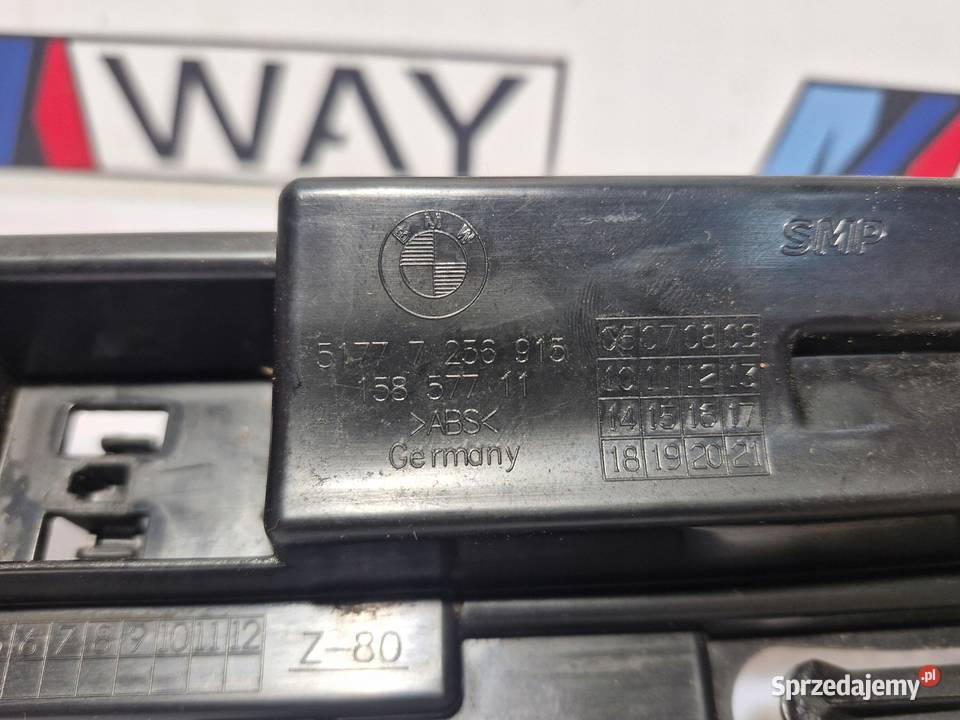 WAY
BMW
SMP
5177 7 256 915
158 577 11
>ABS<
Germany
06 07 08 09
10 11 12 13
14 15 16 17
18 19 20 21
6 7 8 9 10 11 12
Z-80
Sprzedajemy.pl